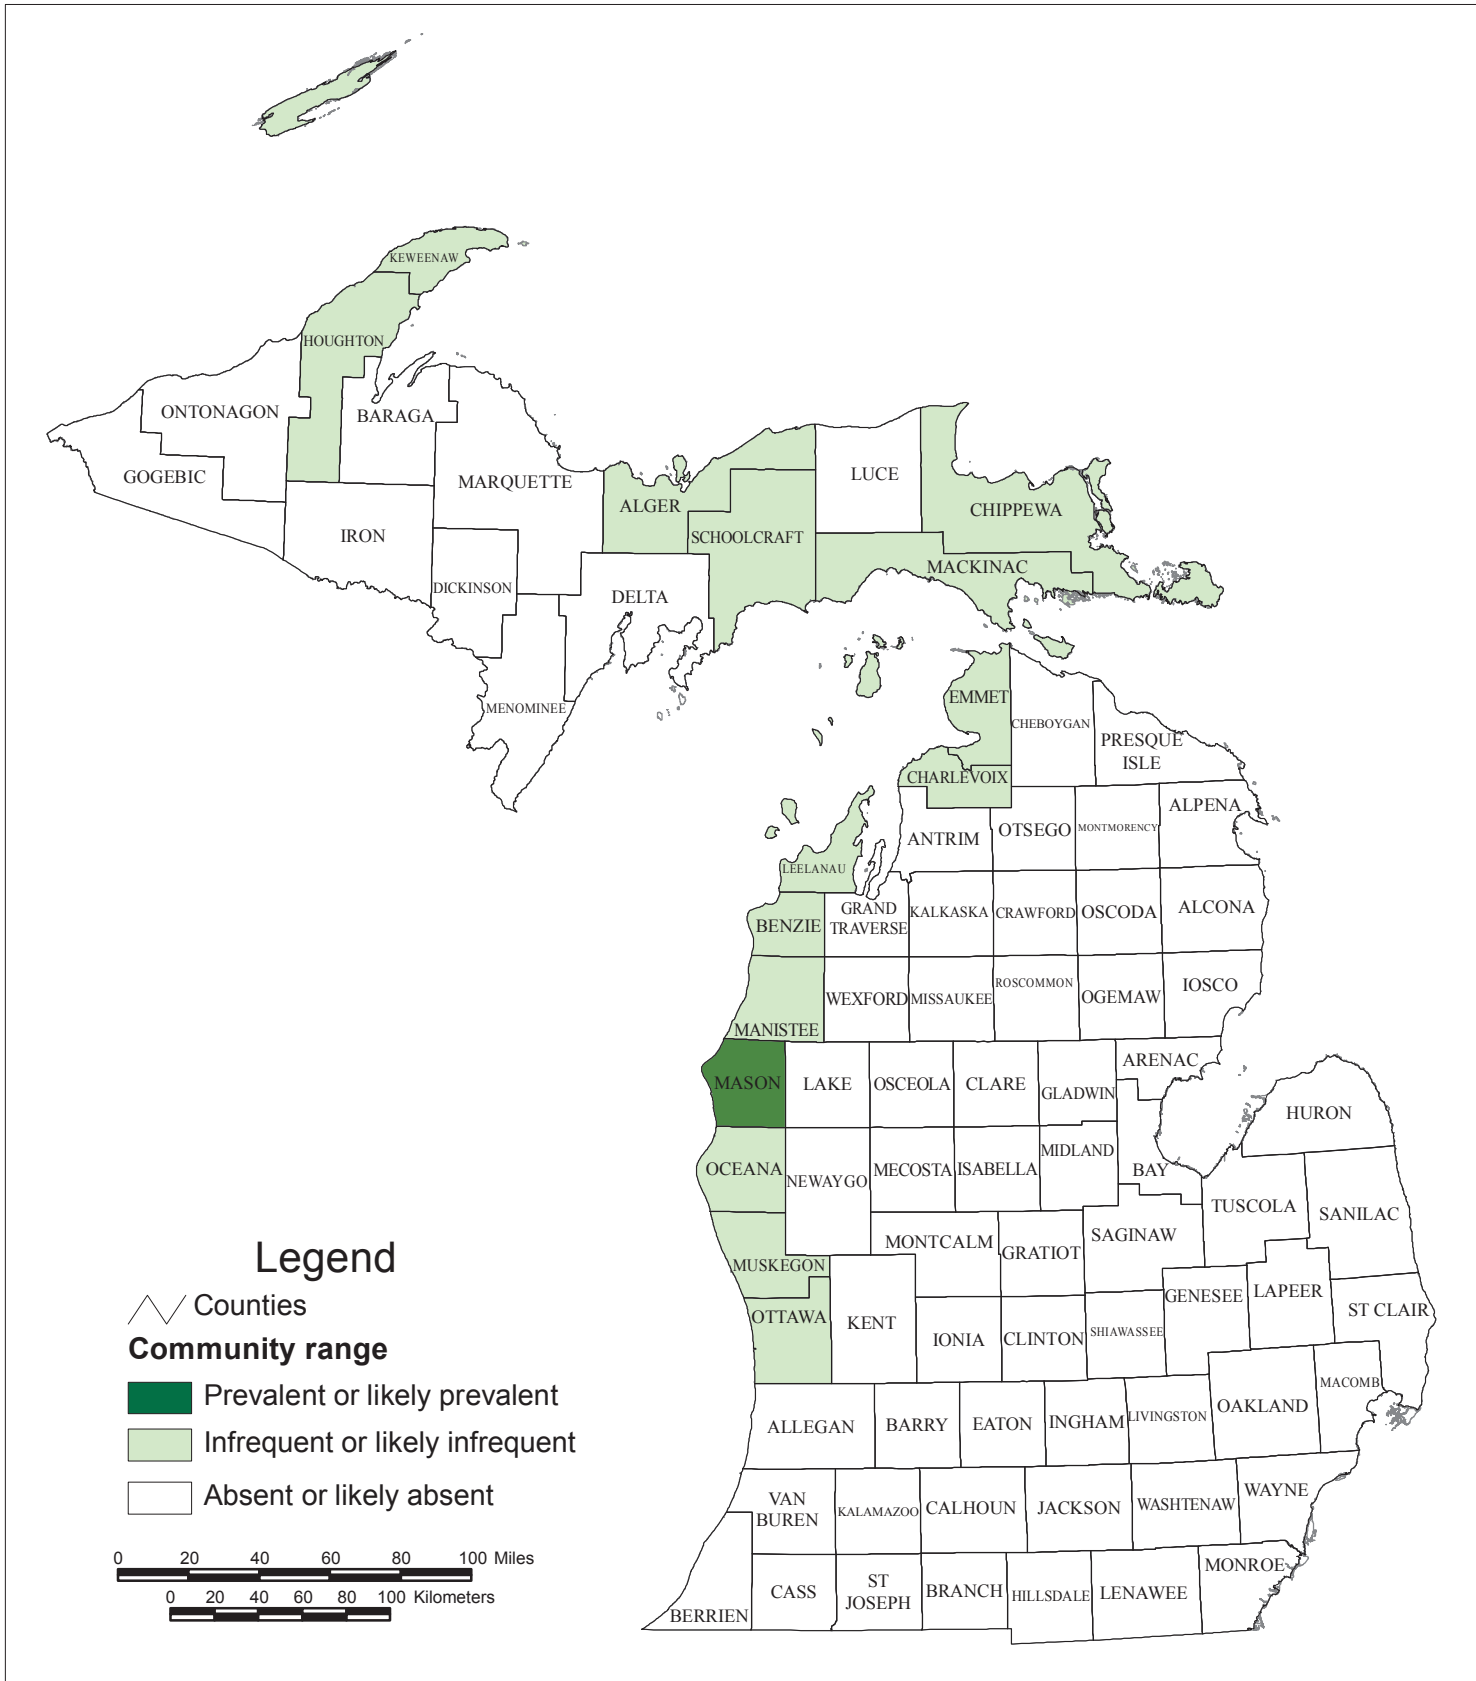 KEWEENAW
HOUGHTON
ONTONAGON
BARAGA
GOGEBIC
MARQUETTE
LUCE
ALGER
CHIPPEWA
IRON
SCHOOLCRAFT
MACKINAC
DICKINSON
DELTA
MENOMINEE
EMMET
CHEBOYGAN
PRESQUE
ISLE
CHARLEVOIX
ALPENA
ANTRIM
OTSEGO
MONTMORENCY
LEELANAU
BENZIE
GRAND
TRAVERSE
KALKASKA
CRAWFORD
OSCODA
ALCONA
MANISTEE
WEXFORD
MISSAUKEE
ROSCOMMON
OGEMAW
IOSCO
ARENAC
MASON
LAKE
OSCEOLA
CLARE
GLADWIN
HURON
OCEANA
NEWAYGO
MECOSTA
ISABELLA
MIDLAND
BAY
TUSCOLA
SANILAC
MONTCALM
GRATIOT
SAGINAW
MUSKEGON
GENESEE
LAPEER
ST CLAIR
OTTAWA
KENT
IONIA
CLINTON
SHIAWASSEE
ALLEGAN
BARRY
EATON
INGHAM
LIVINGSTON
OAKLAND
MACOMB
VAN
BUREN
KALAMAZOO
CALHOUN
JACKSON
WASHTENAW
WAYNE
BERRIEN
CASS
ST
JOSEPH
BRANCH
HILLSDALE
LENAWEE
MONROE
Legend
Counties
Community range
Prevalent or likely prevalent
Infrequent or likely infrequent
Absent or likely absent
0 20 40 60 80 100 Miles
0 20 40 60 80 100 Kilometers